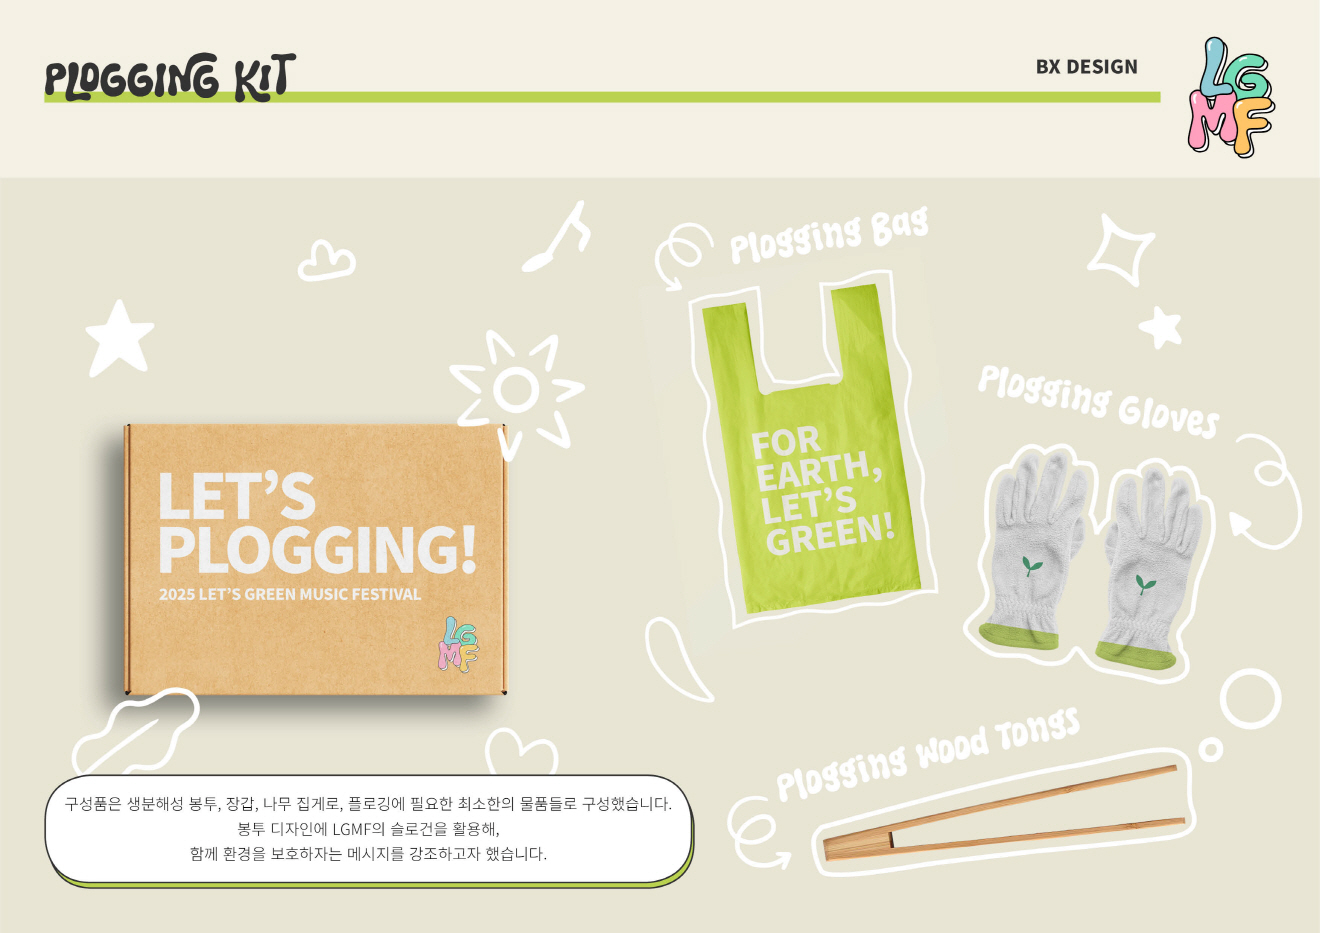 PLOGGING KIT
BX DESIGN
LGMF
Plogging Bag
FOR
EARTH,
LET'S
GREEN!
Plogging Gloves
LET'S
PLOGGING!
2025 LET'S GREEN MUSIC FESTIVAL
LGMF
Plogging Wood Tongs
구성품은 생분해성 봉투, 장갑, 나무 집게로, 플로깅에 필요한 최소한의 물품들로 구성했습니다.
봉투 디자인에 LGMF의 슬로건을 활용해,
함께 환경을 보호하자는 메시지를 강조하고자 했습니다.